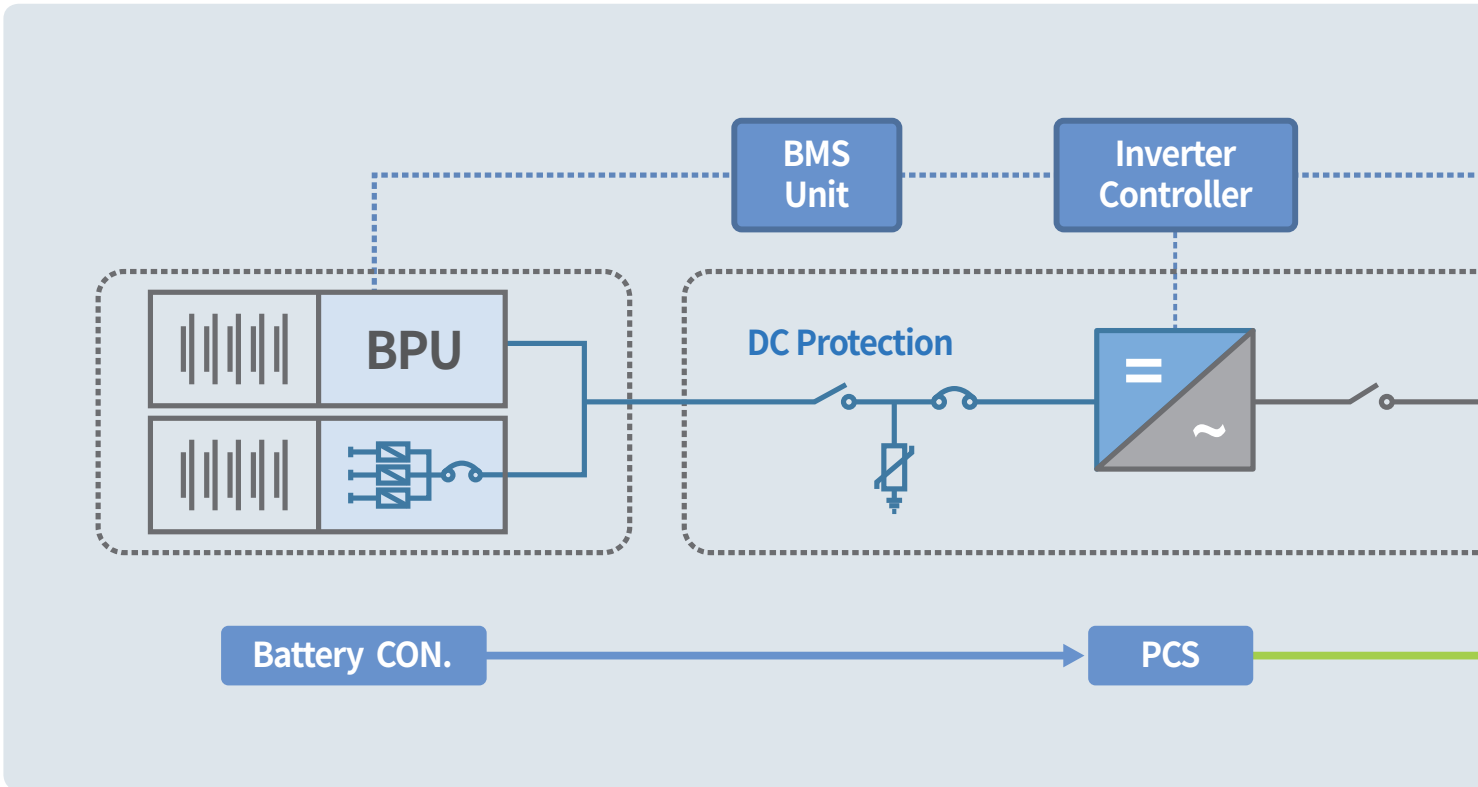 BMS
Unit
Inverter
Controller
BPU
DC Protection
=
~
Battery CON.
PCS